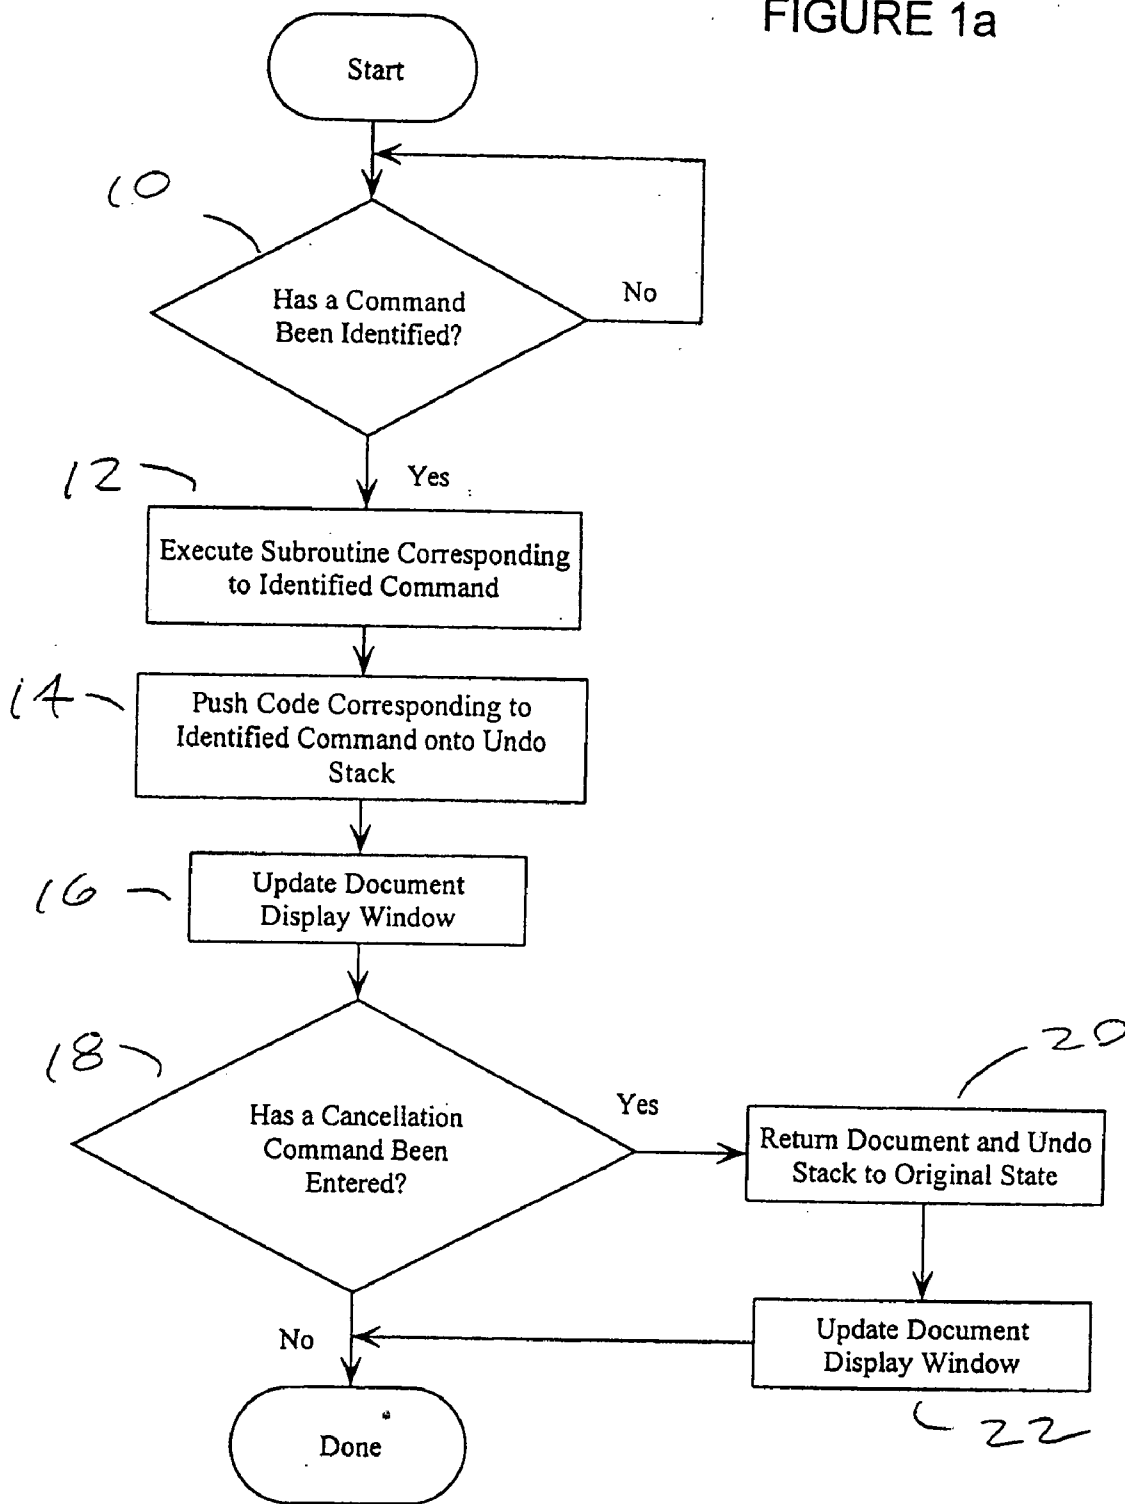 FIGURE 1a
Start
10
Has a Command
Been Identified?
No
Yes
12
Execute Subroutine Corresponding
to Identified Command
14
Push Code Corresponding to
Identified Command onto Undo
Stack
16
Update Document
Display Window
18
Has a Cancellation
Command Been
Entered?
Yes
20
Return Document and Undo
Stack to Original State
No
Update Document
Display Window
22
Done